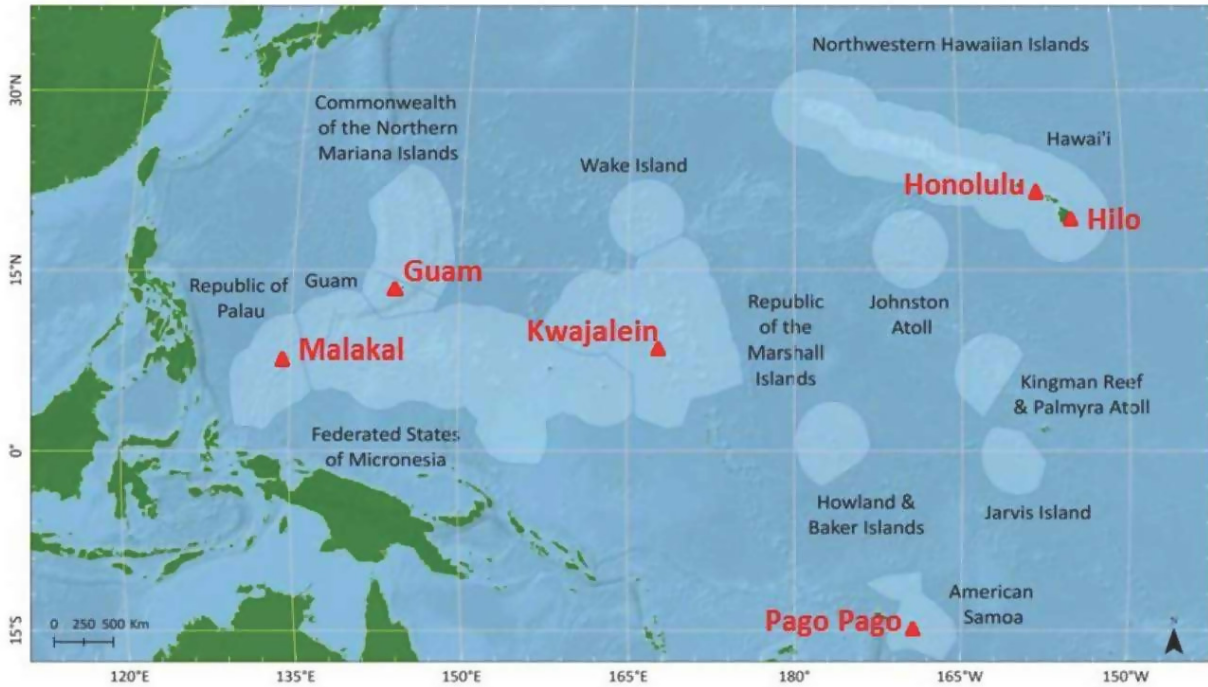 Northwestern Hawaiian Islands
30°N
Commonwealth
of the Northern
Mariana Islands
Wake Island
Hawai'i
Honolulu
Hilo
15°N
Republic of
Palau
Guam
Guam
Malakal
Kwajalein
Republic
of the
Marshall
Islands
Johnston
Atoll
Kingman Reef
& Palmyra Atoll
0°
Federated States
of Micronesia
Howland &
Baker Islands
Jarvis Island
American
Samoa
Pago Pago
15°S
0 250 500 Km
N
120°E 135°E 150°E 165°E 180° 165°W 150°W